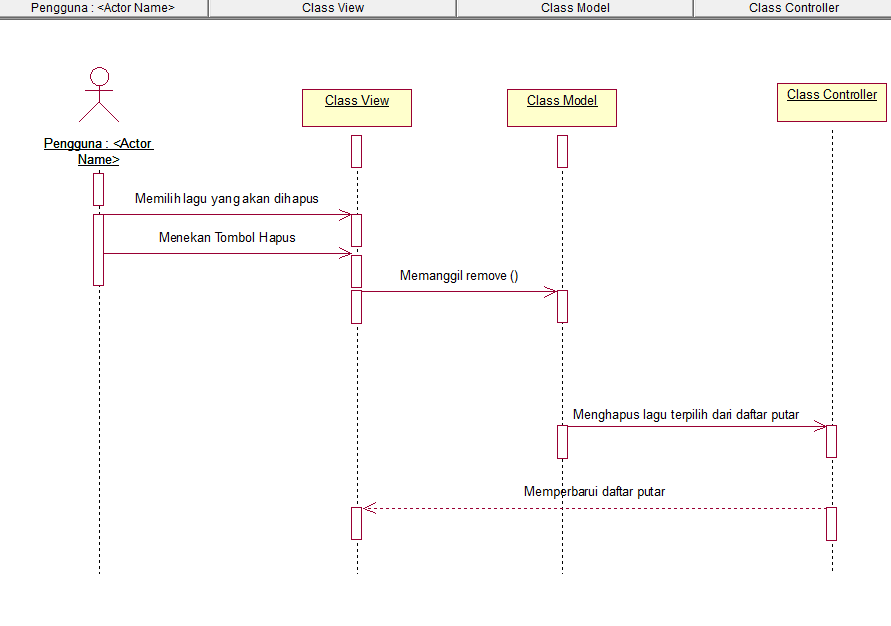 Pengguna : <Actor Name>
Class View
Class Model
Class Controller
Class View
Class Model
Class Controller
Pengguna : <Actor
Name>
Memilih lagu yang akan dihapus
Menekan Tombol Hapus
Memanggil remove ()
Menghapus lagu terpilih dari daftar putar
Memperbarui daftar putar